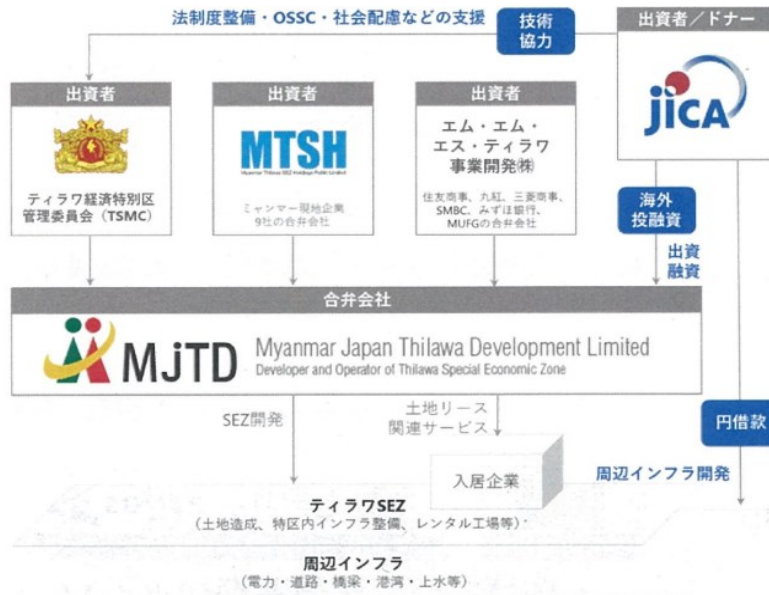 法制度整備・OSSC・社会配慮などの支援
技術
協力
出資者／ドナー
jiCA
出資者
ティラワ経済特別区
管理委員会（TSMC）
出資者
MTSH
Myanmar Thilawa SEZ Holdings Public Limited
ミャンマー現地企業
9社の合弁会社
出資者
エム・エム・
エス・ティラワ
事業開発㈱
住友商事、丸紅、三菱商事、
SMBC、みずほ銀行、
MUFGの合弁会社
海外
投融資
出資
融資
合弁会社
MjTD
Myanmar Japan Thilawa Development Limited
Developer and Operator of Thilawa Special Economic Zone
SEZ開発
土地リース
関連サービス
円借款
入居企業
周辺インフラ開発
ティラワSEZ
（土地造成、特区内インフラ整備、レンタル工場等）
周辺インフラ
（電力・道路・橋梁・港湾・上水等）